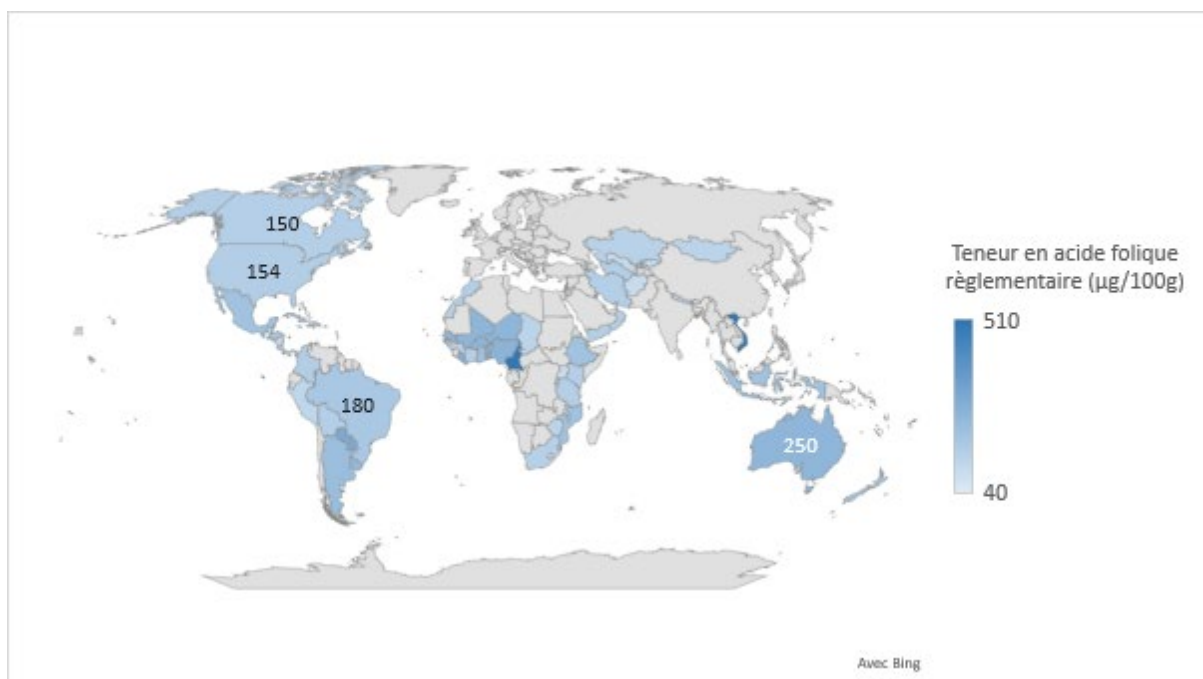 150
154
180
250
Teneur en acide folique
règlementaire (µg/100g)
510
40
Avec Bing